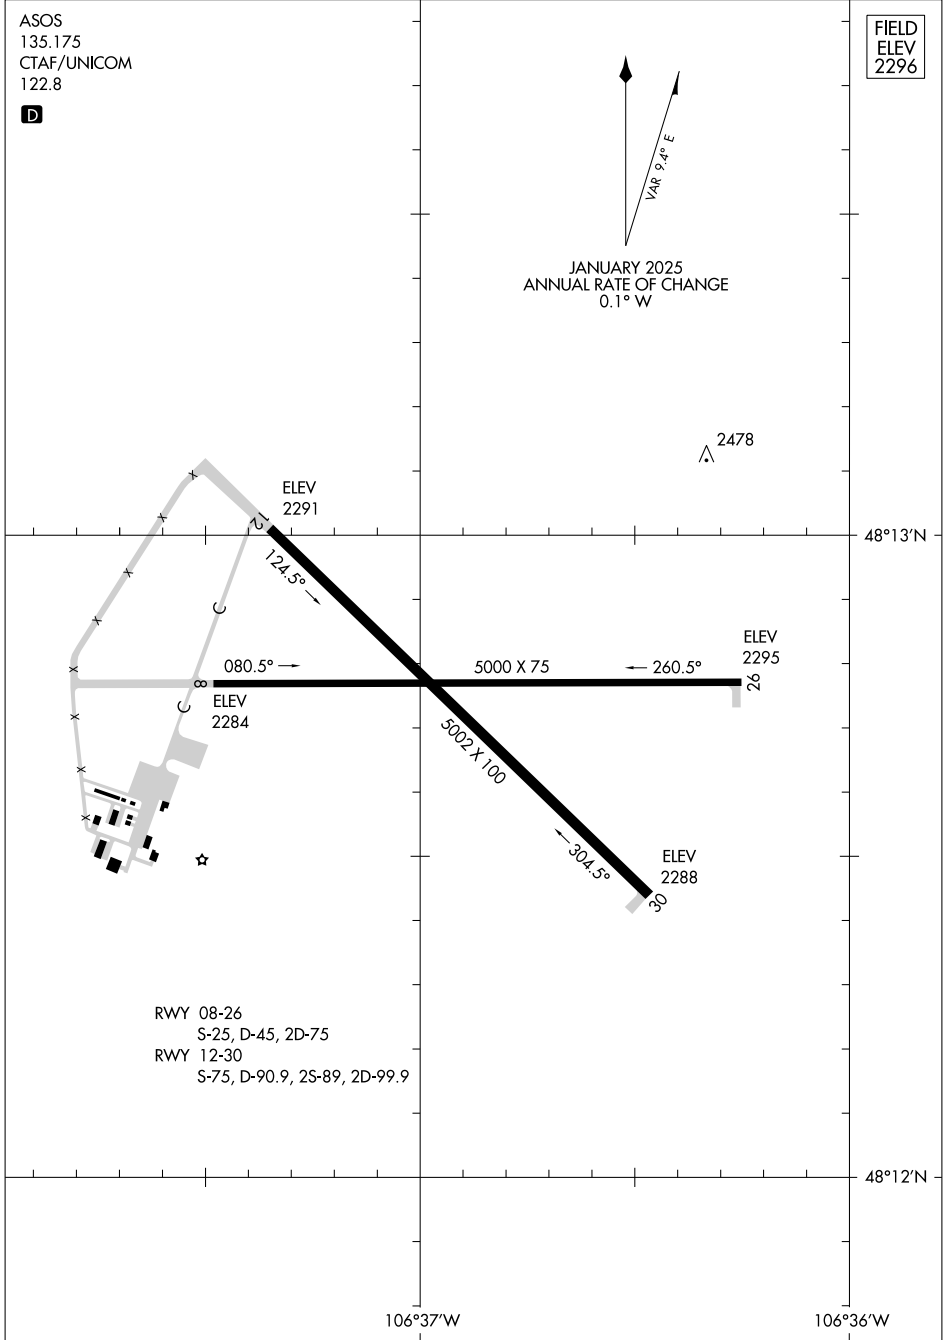 ASOS
135.175
CTAF/UNICOM
122.8
D
FIELD
ELEV
2296
VAR 9.4° E
JANUARY 2025
ANNUAL RATE OF CHANGE
0.1° W
2478
ELEV
2291
12
48°13'N
124.5°
X
X
X
X
X
X
X
X
C
C
080.5°
5000 X 75
260.5°
ELEV
2295
26
8
ELEV
2284
5002 X 100
304.5°
ELEV
2288
30
RWY 08-26
S-25, D-45, 2D-75
RWY 12-30
S-75, D-90.9, 2S-89, 2D-99.9
48°12'N
106°37'W
106°36'W